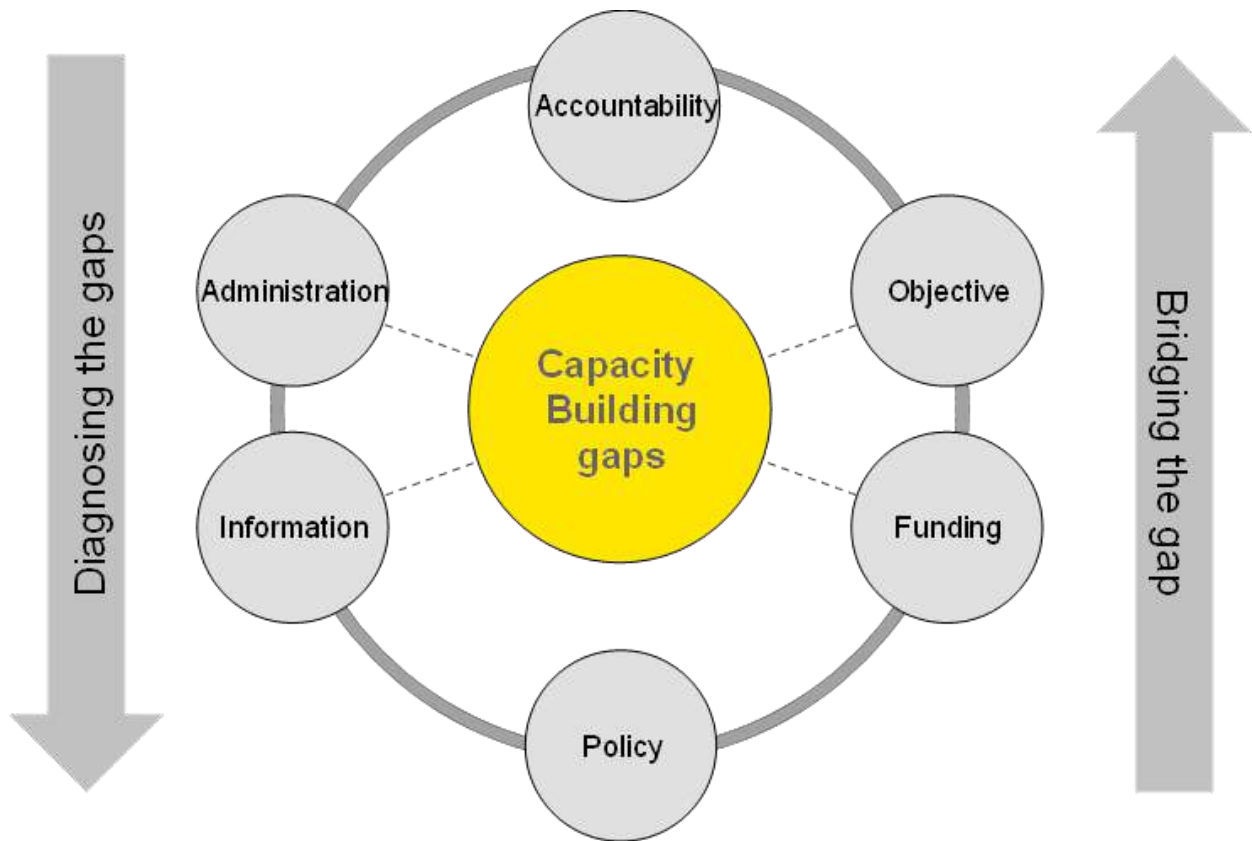 Accountability
Diagnosing the gaps
Administration
Objective
Bridging the gap
Capacity
Building
gaps
Information
Funding
Policy